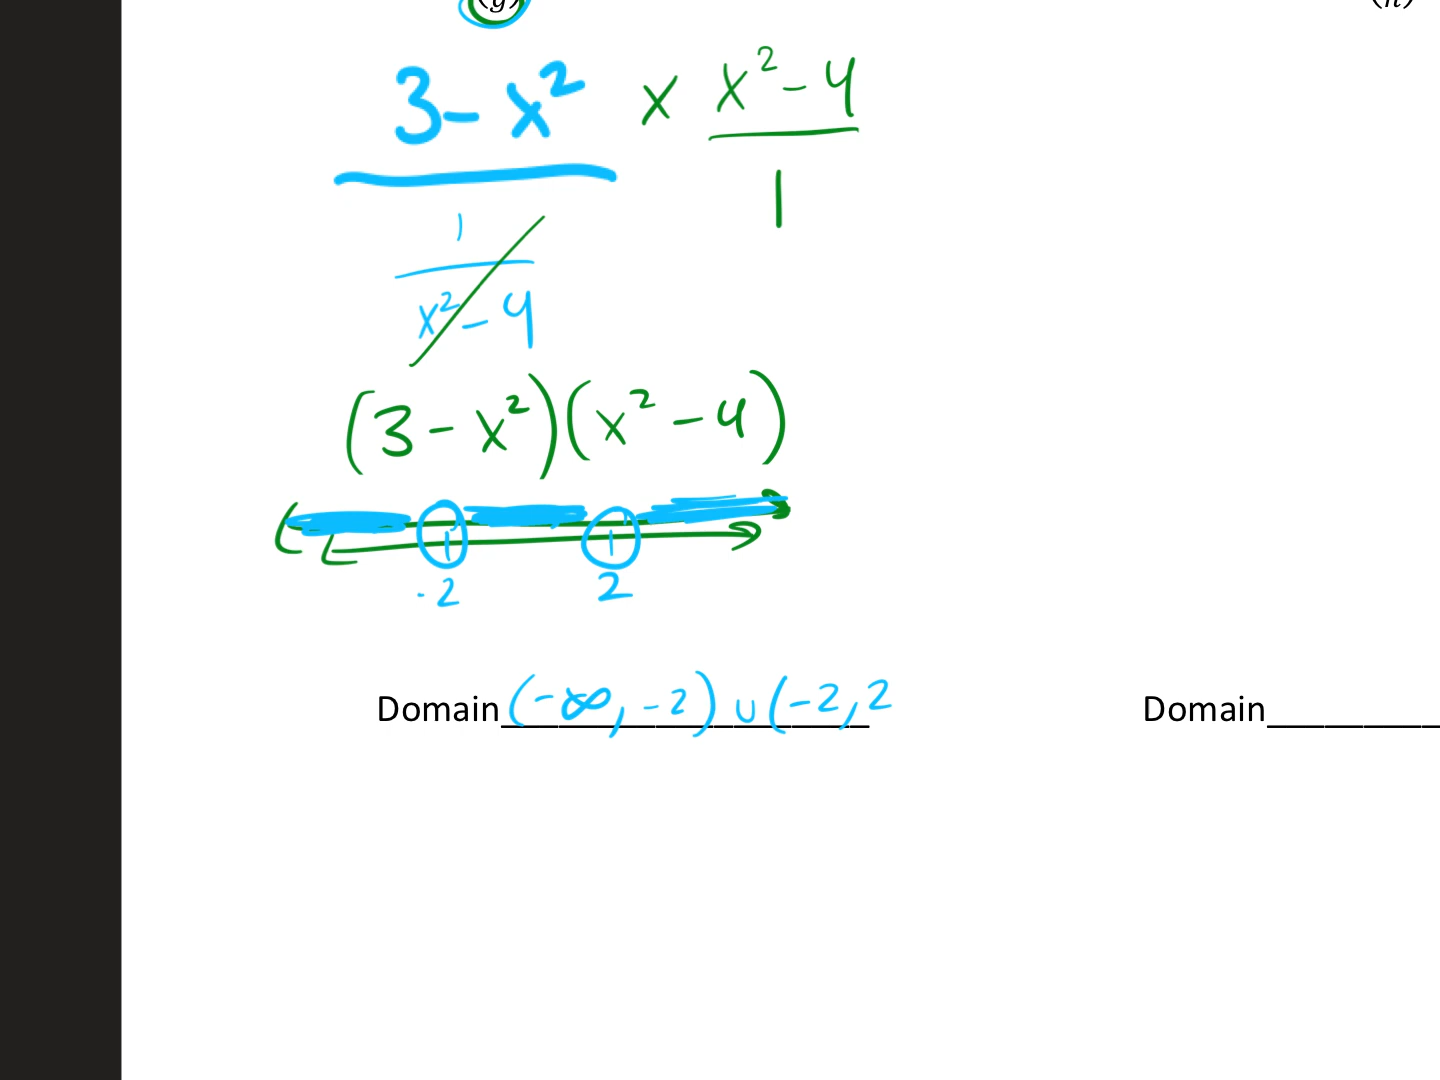 (g) (h)
3 - x² × x² - 4
1
1
x² - 4
(3 - x²)(x² - 4)
-2 2
Domain (-∞, -2) ∪ (-2, 2 Domain